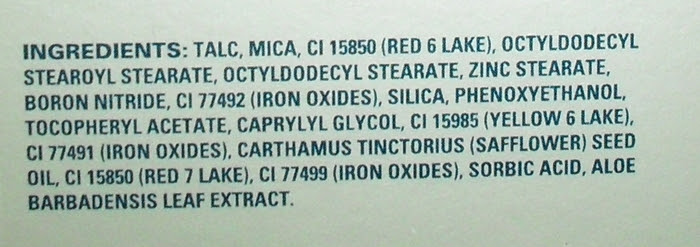 INGREDIENTS: TALC, MICA, CI 15850 (RED 6 LAKE), OCTYLDODECYL
STEAROYL STEARATE, OCTYLDODECYL STEARATE, ZINC STEARATE,
BORON NITRIDE, CI 77492 (IRON OXIDES), SILICA, PHENOXYETHANOL,
TOCOPHERYL ACETATE, CAPRYLYL GLYCOL, CI 15985 (YELLOW 6 LAKE),
CI 77491 (IRON OXIDES), CARTHAMUS TINCTORIUS (SAFFLOWER) SEED
OIL, CI 15850 (RED 7 LAKE), CI 77499 (IRON OXIDES), SORBIC ACID, ALOE
BARBADENSIS LEAF EXTRACT.